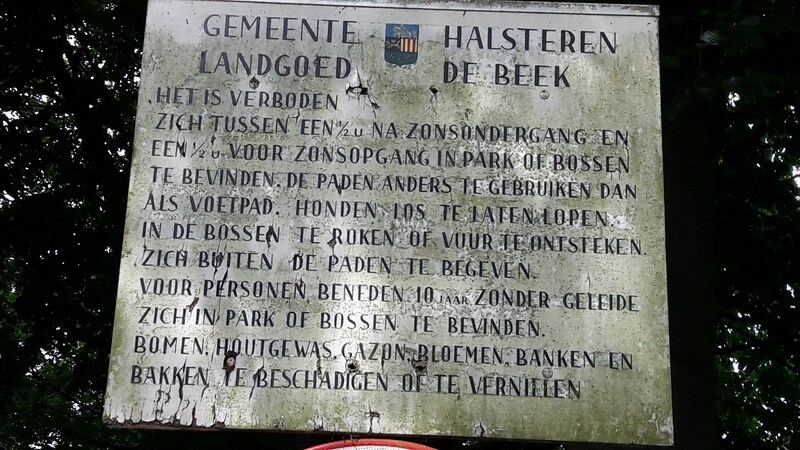 GEMEENTE HALSTEREN
LANDGOED DE BEEK
HET IS VERBODEN
ZICH TUSSEN EEN 1/2 U NA ZONSONDERGANG EN
EEN 1/2 U. VOOR ZONSOPGANG IN PARK OF BOSSEN
TE BEVINDEN. DE PADEN ANDERS TE GEBRUIKEN DAN
ALS VOETPAD. HONDEN LOS TE LATEN LOPEN.
IN DE BOSSEN TE ROKEN OF VUUR TE ONTSTEKEN.
ZICH BUITEN DE PADEN TE BEGEVEN.
VOOR PERSONEN BENEDEN 10 JAAR ZONDER GELEIDE
ZICH IN PARK OF BOSSEN TE BEVINDEN.
BOMEN, HOUTGEWAS, GAZON, BLOEMEN, BANKEN EN
BAKKEN TE BESCHADIGEN OF TE VERNIELEN